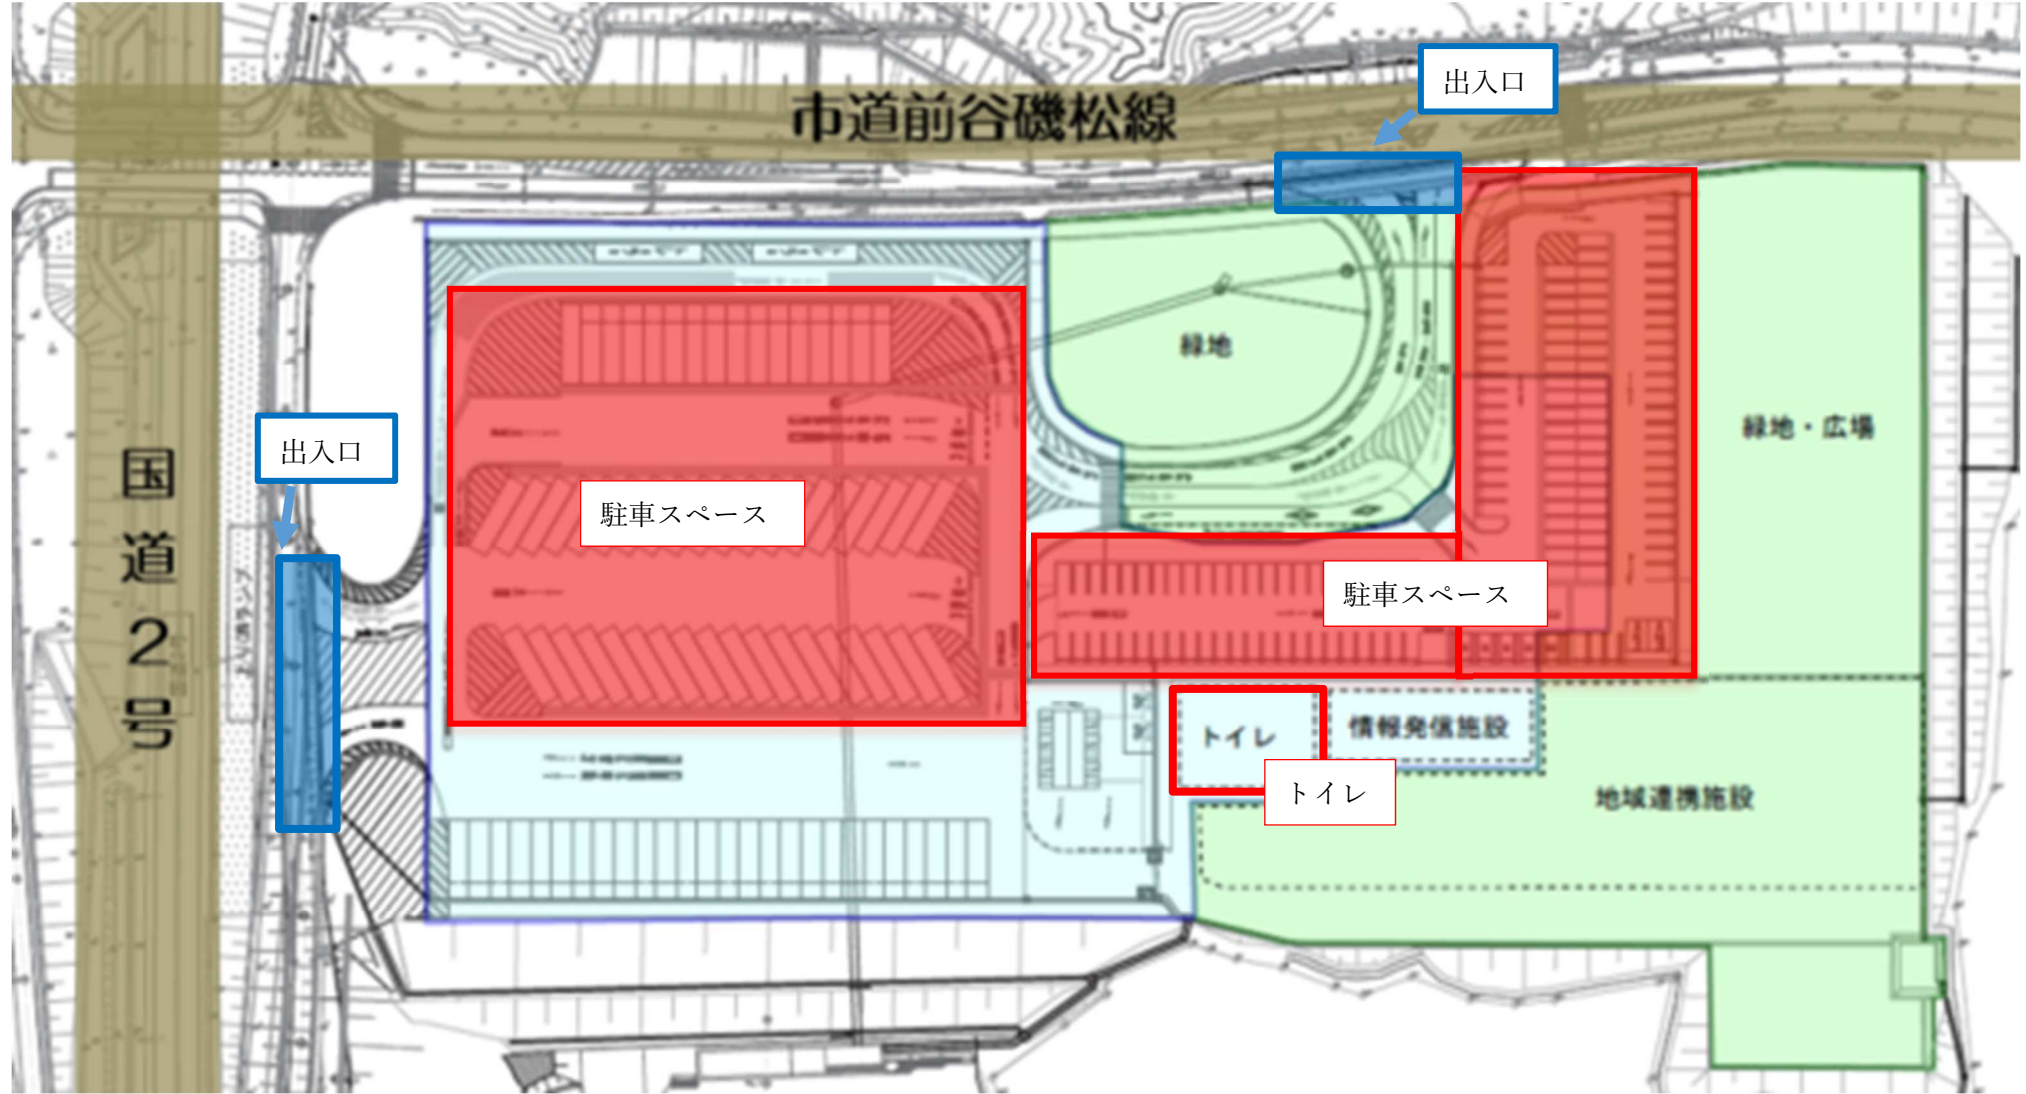 出入口
市道前谷磯松線
緑地
緑地・広場
出入口
国道2号
駐車スペース
駐車スペース
トイレ
情報発信施設
トイレ
地域連携施設